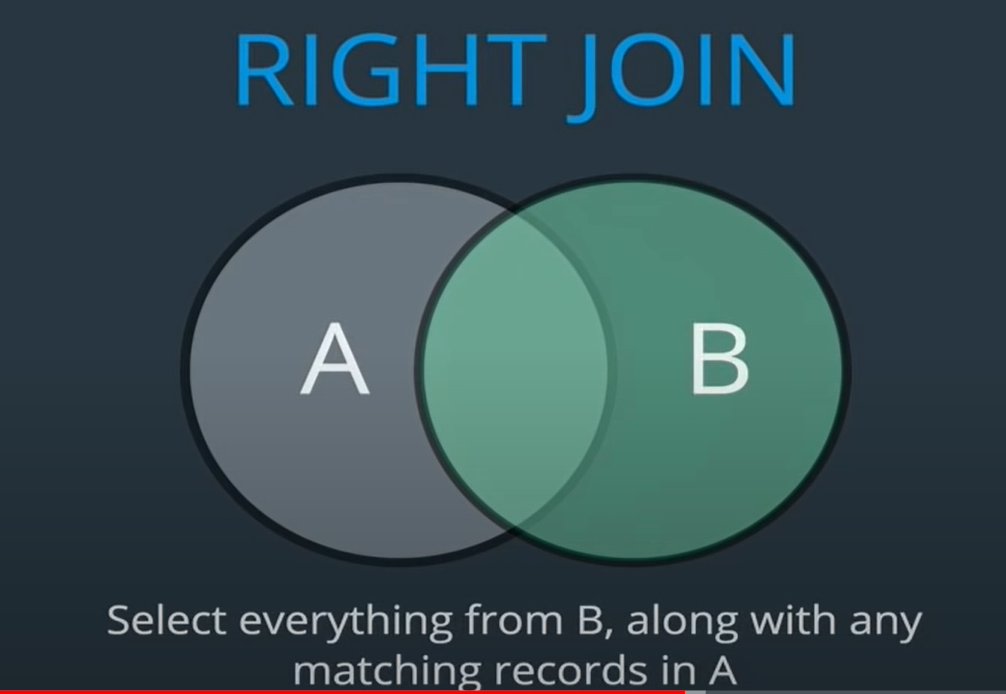 RIGHT JOIN
A
B
Select everything from B, along with any
matching records in A